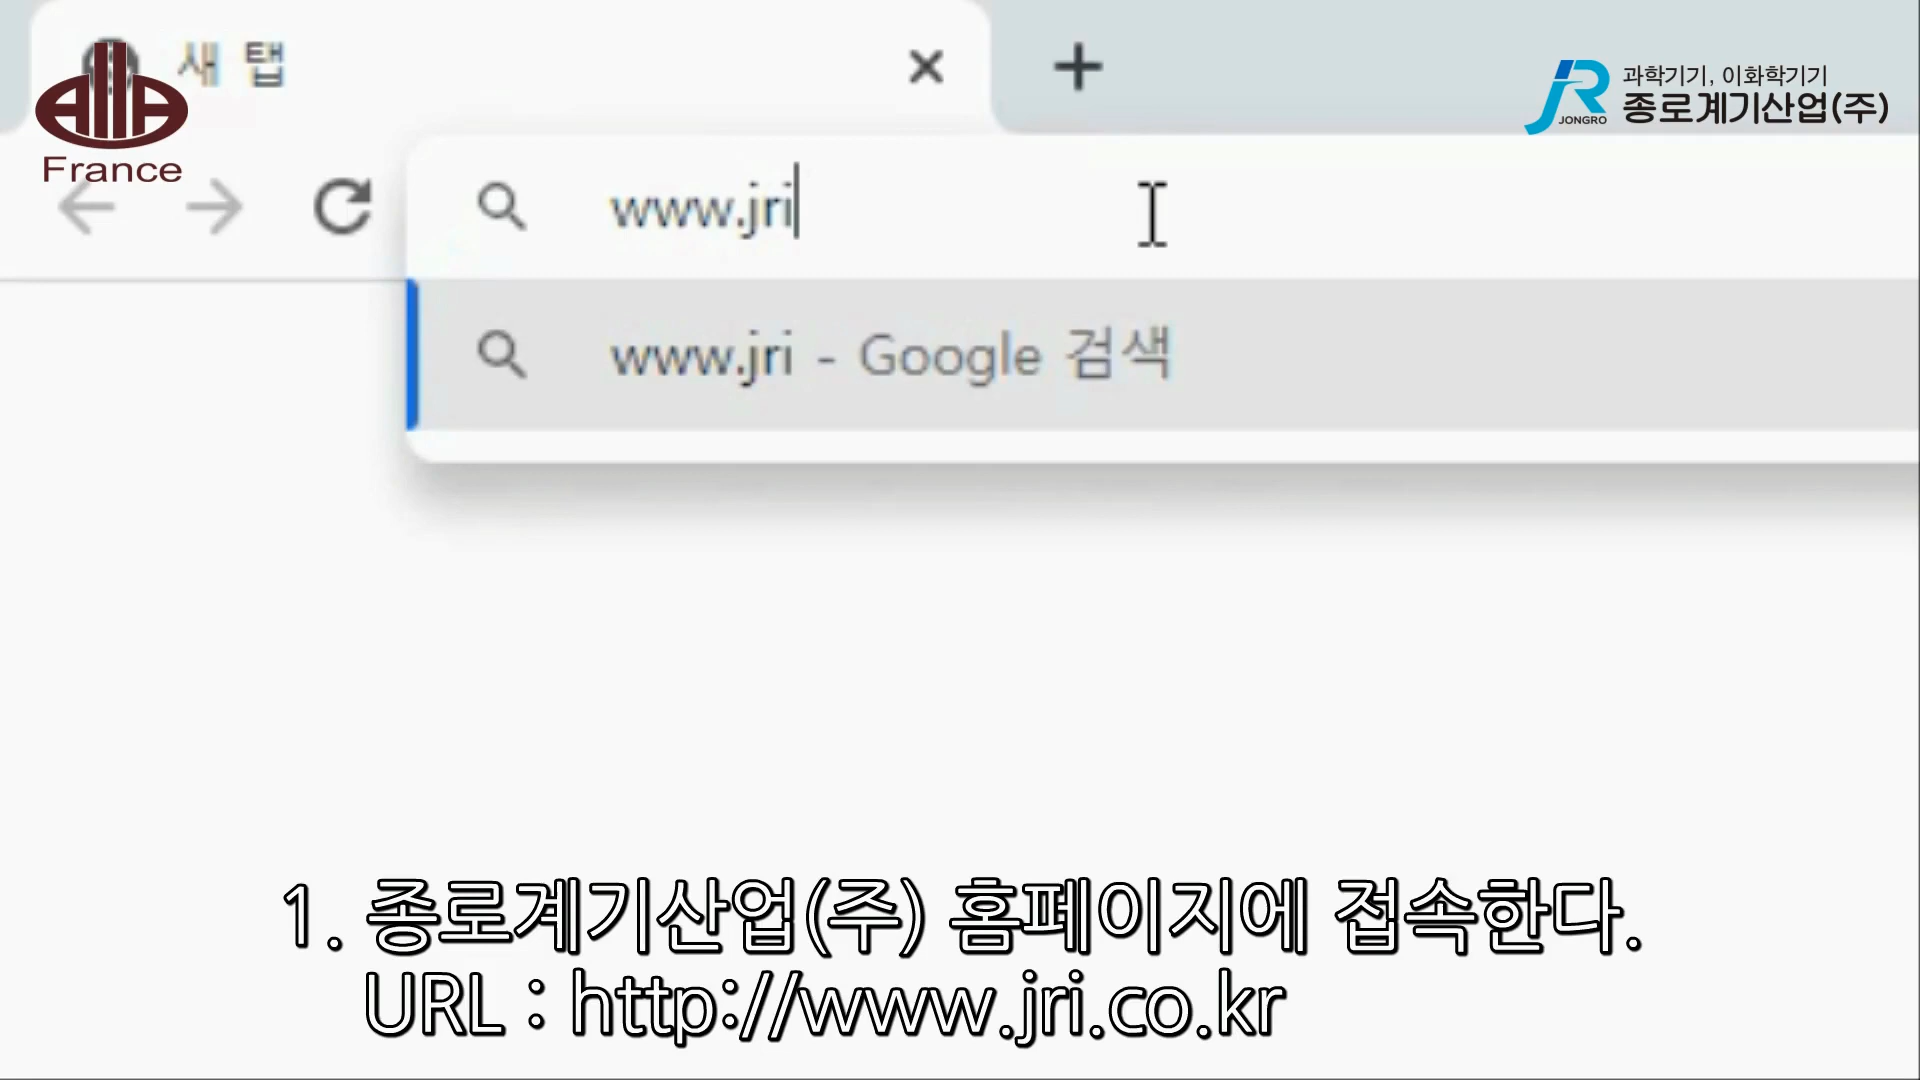 새 탭
ALLA
France
JR
JONGRO
과학기기, 이화학기기
종로계기산업(주)
www.jri
www.jri - Google 검색
1. 종로계기산업(주) 홈페이지에 접속한다.
URL : http://www.jri.co.kr